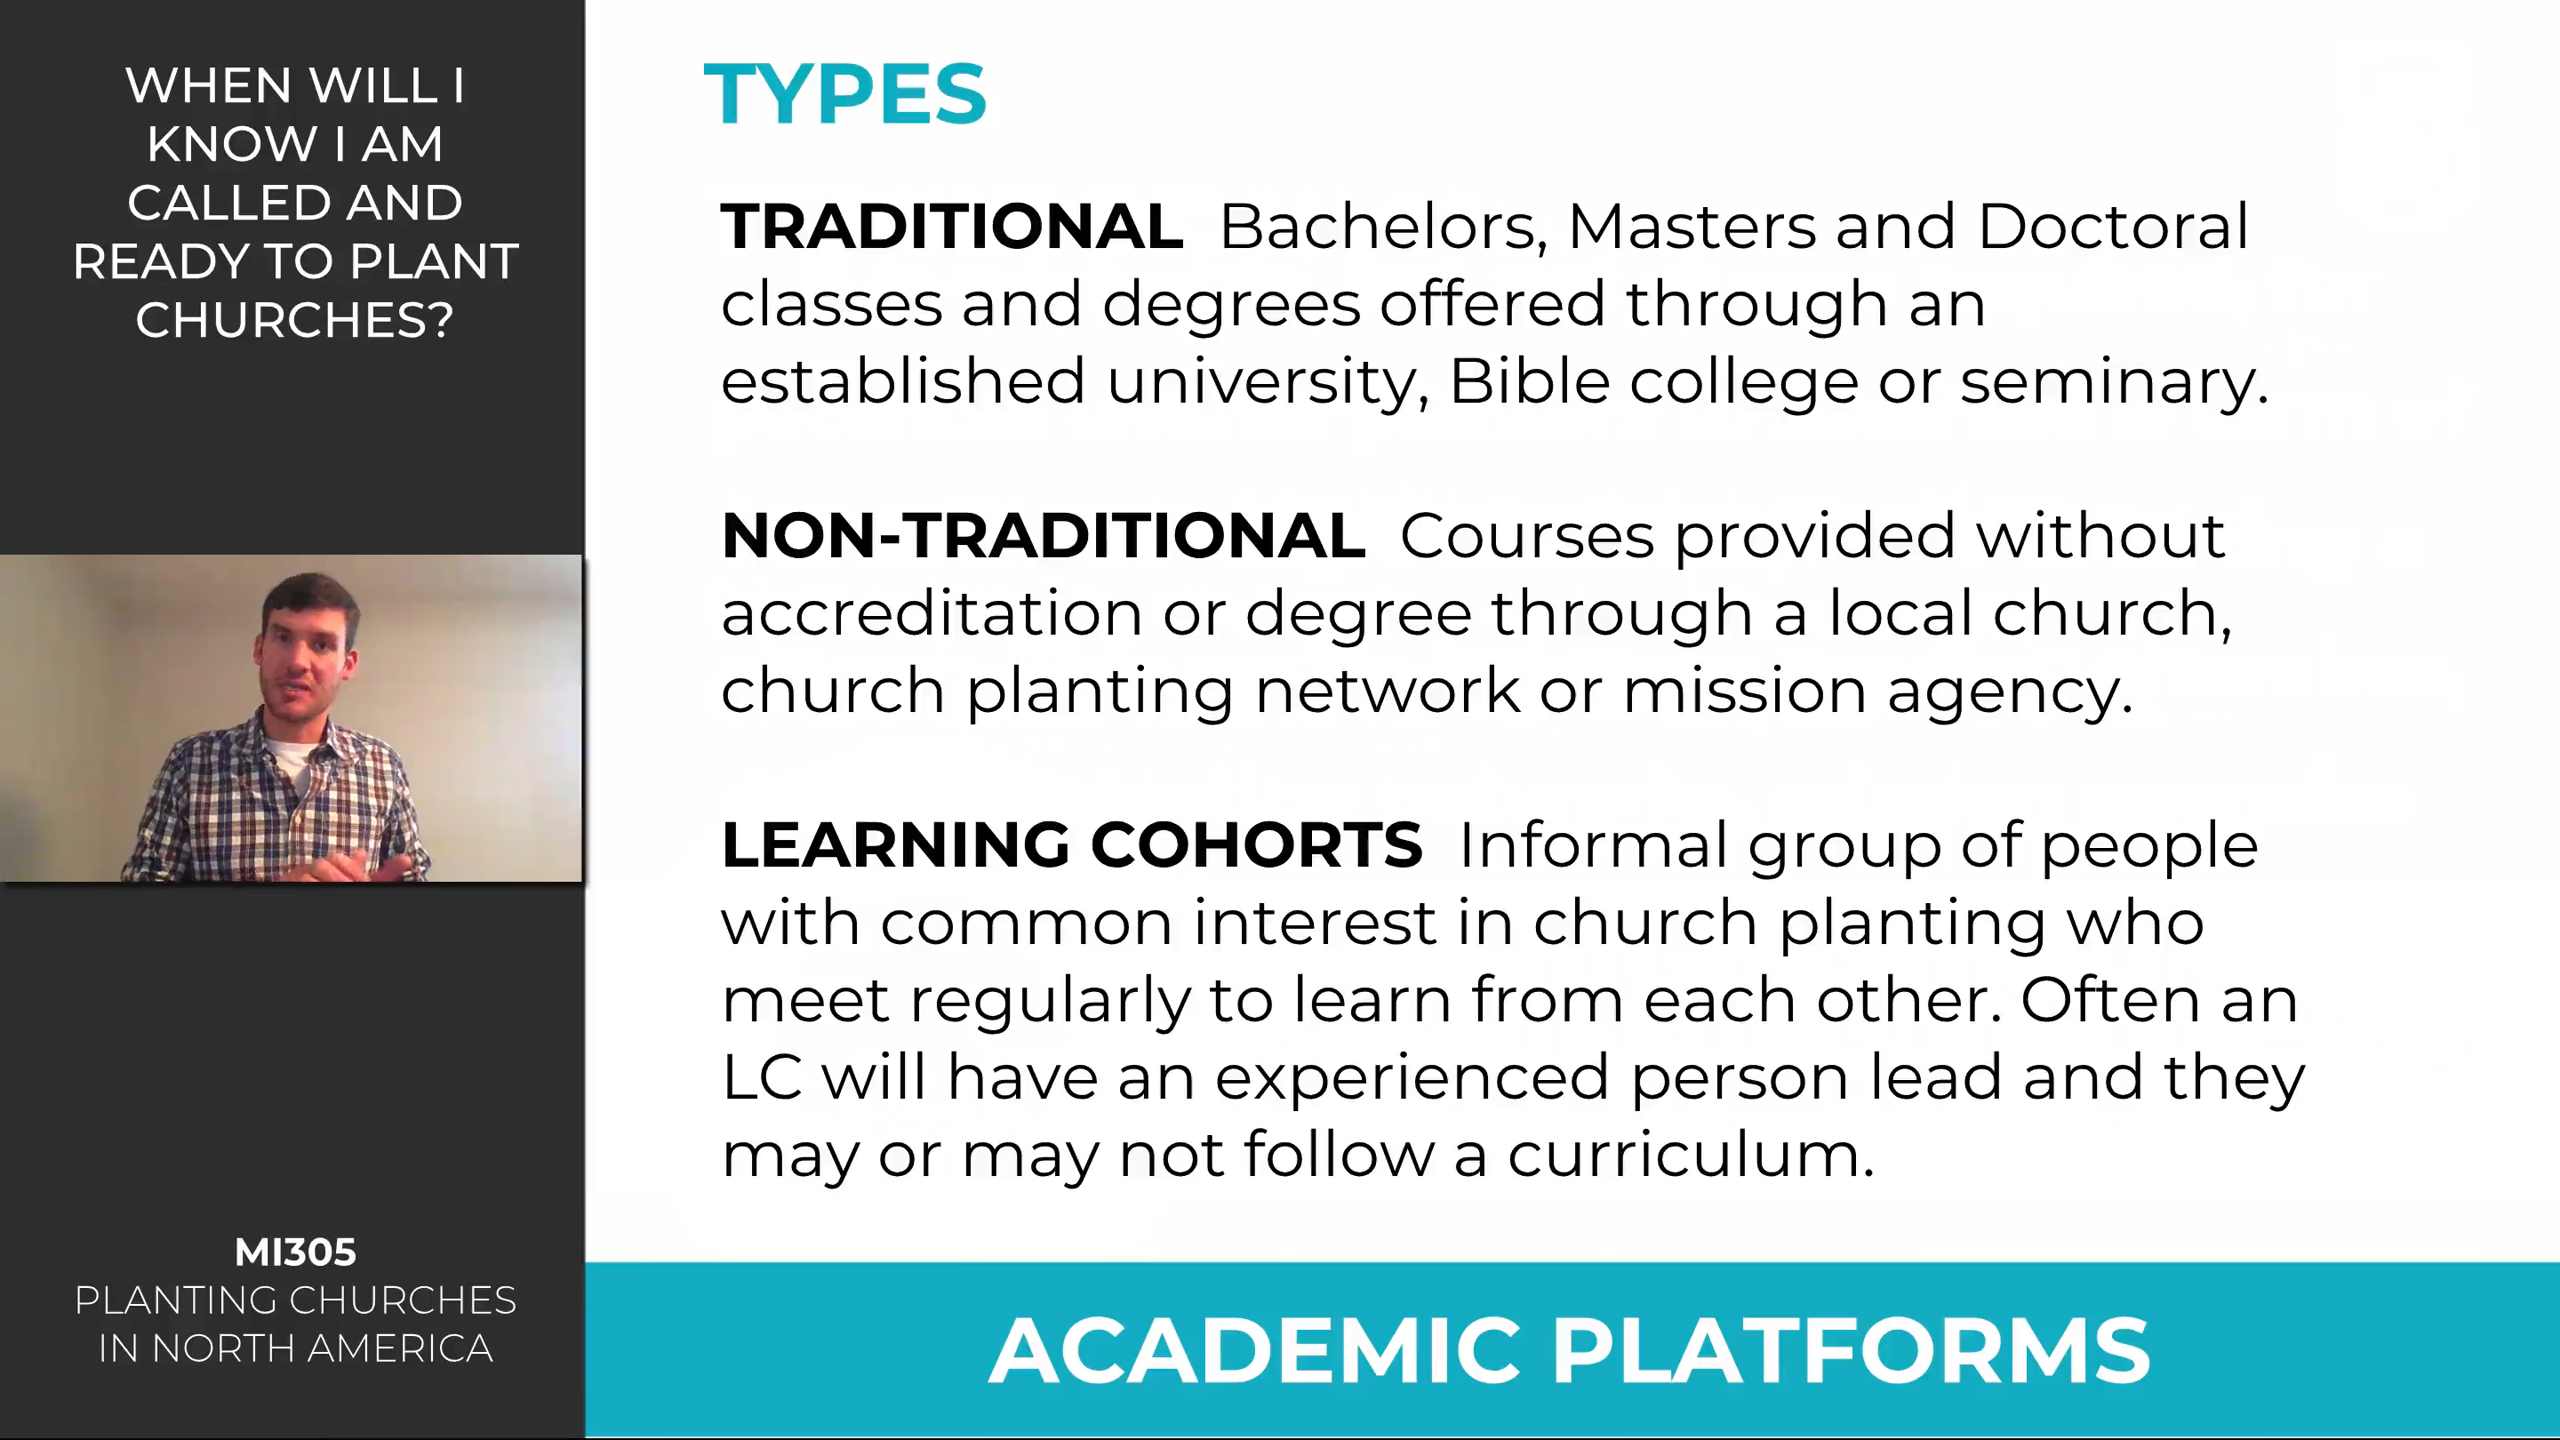 WHEN WILL I
KNOW I AM
CALLED AND
READY TO PLANT
CHURCHES?
MI305
PLANTING CHURCHES
IN NORTH AMERICA
TYPES
TRADITIONAL Bachelors, Masters and Doctoral
classes and degrees offered through an
established university, Bible college or seminary.
NON-TRADITIONAL Courses provided without
accreditation or degree through a local church,
church planting network or mission agency.
LEARNING COHORTS Informal group of people
with common interest in church planting who
meet regularly to learn from each other. Often an
LC will have an experienced person lead and they
may or may not follow a curriculum.
ACADEMIC PLATFORMS